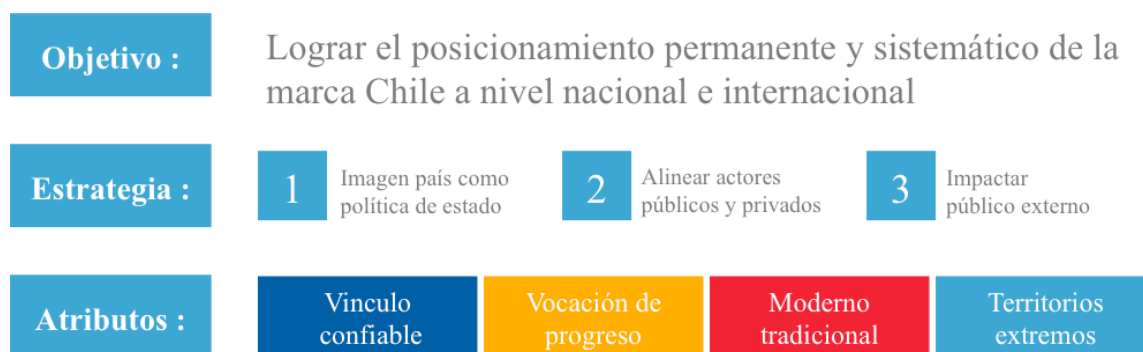 Objetivo :
Lograr el posicionamiento permanente y sistemático de la
marca Chile a nivel nacional e internacional
Estrategia :
1
Imagen país como
política de estado
2
Alinear actores
públicos y privados
3
Impactar
público externo
Atributos :
Vinculo
confiable
Vocación de
progreso
Moderno
tradicional
Territorios
extremos